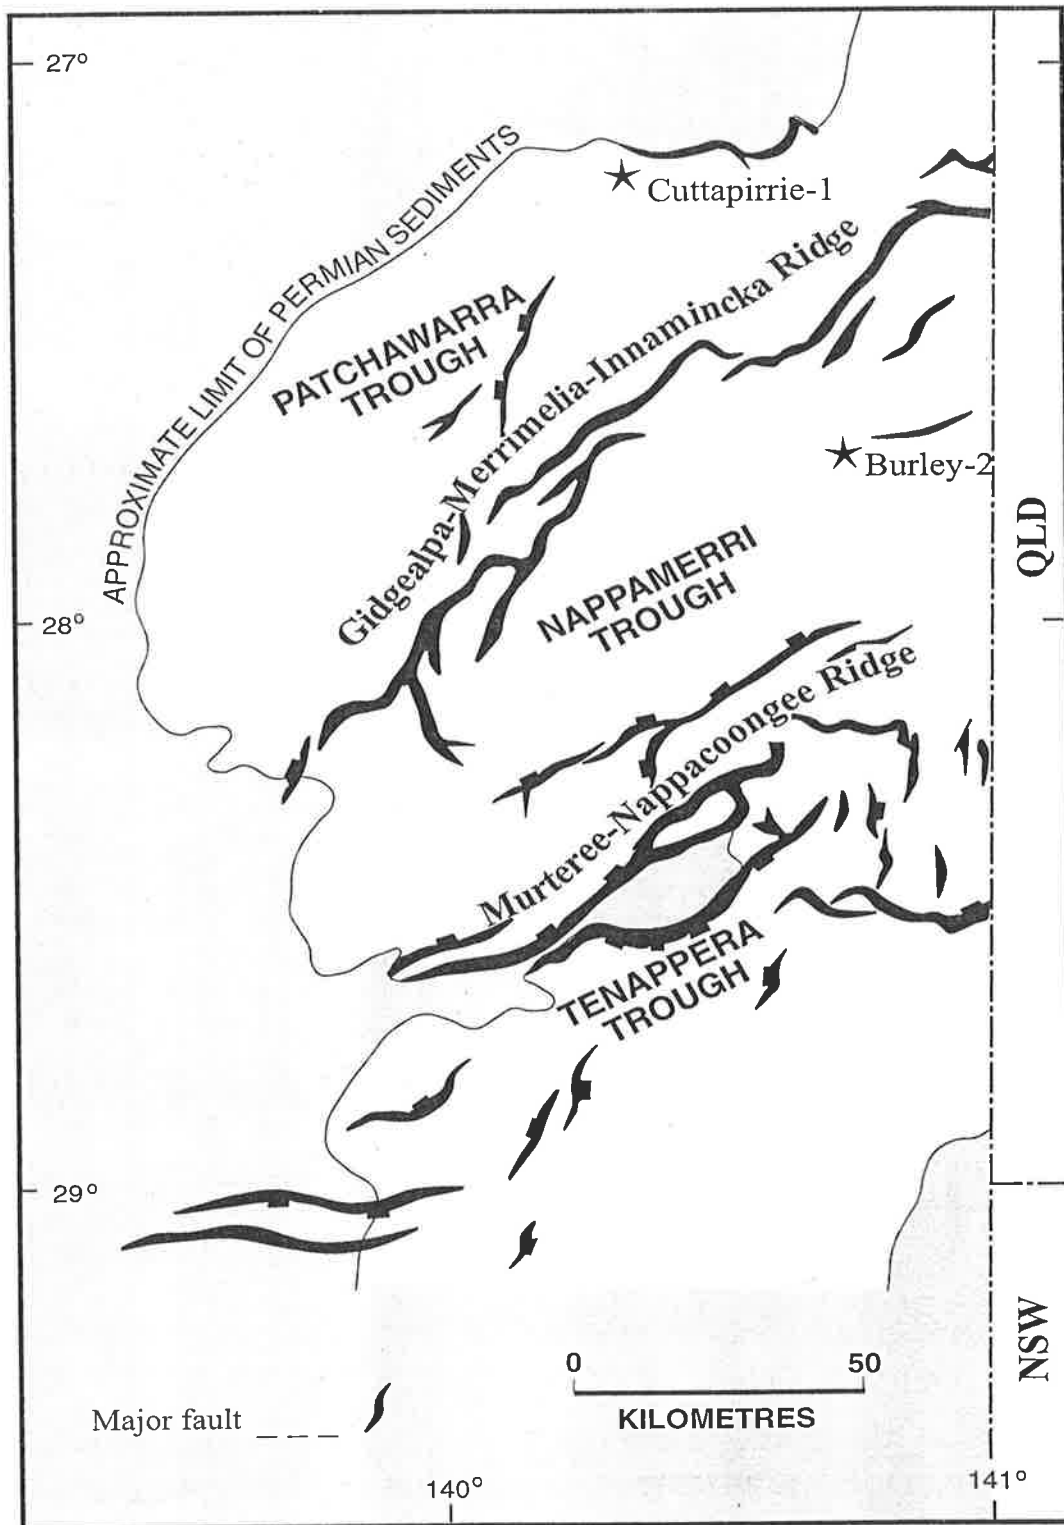 27°
APPROXIMATE LIMIT OF PERMIAN SEDIMENTS
Cuttapirrie-1
PATCHAWARRA
TROUGH
Gidgealpa-Merrimelia-Innamincka Ridge
Burley-2
QLD
NAPPAMERRI
TROUGH
28°
Murteree-Nappacoongee Ridge
TENAPPERA
TROUGH
29°
NSW
0 50
KILOMETRES
Major fault
140°
141°